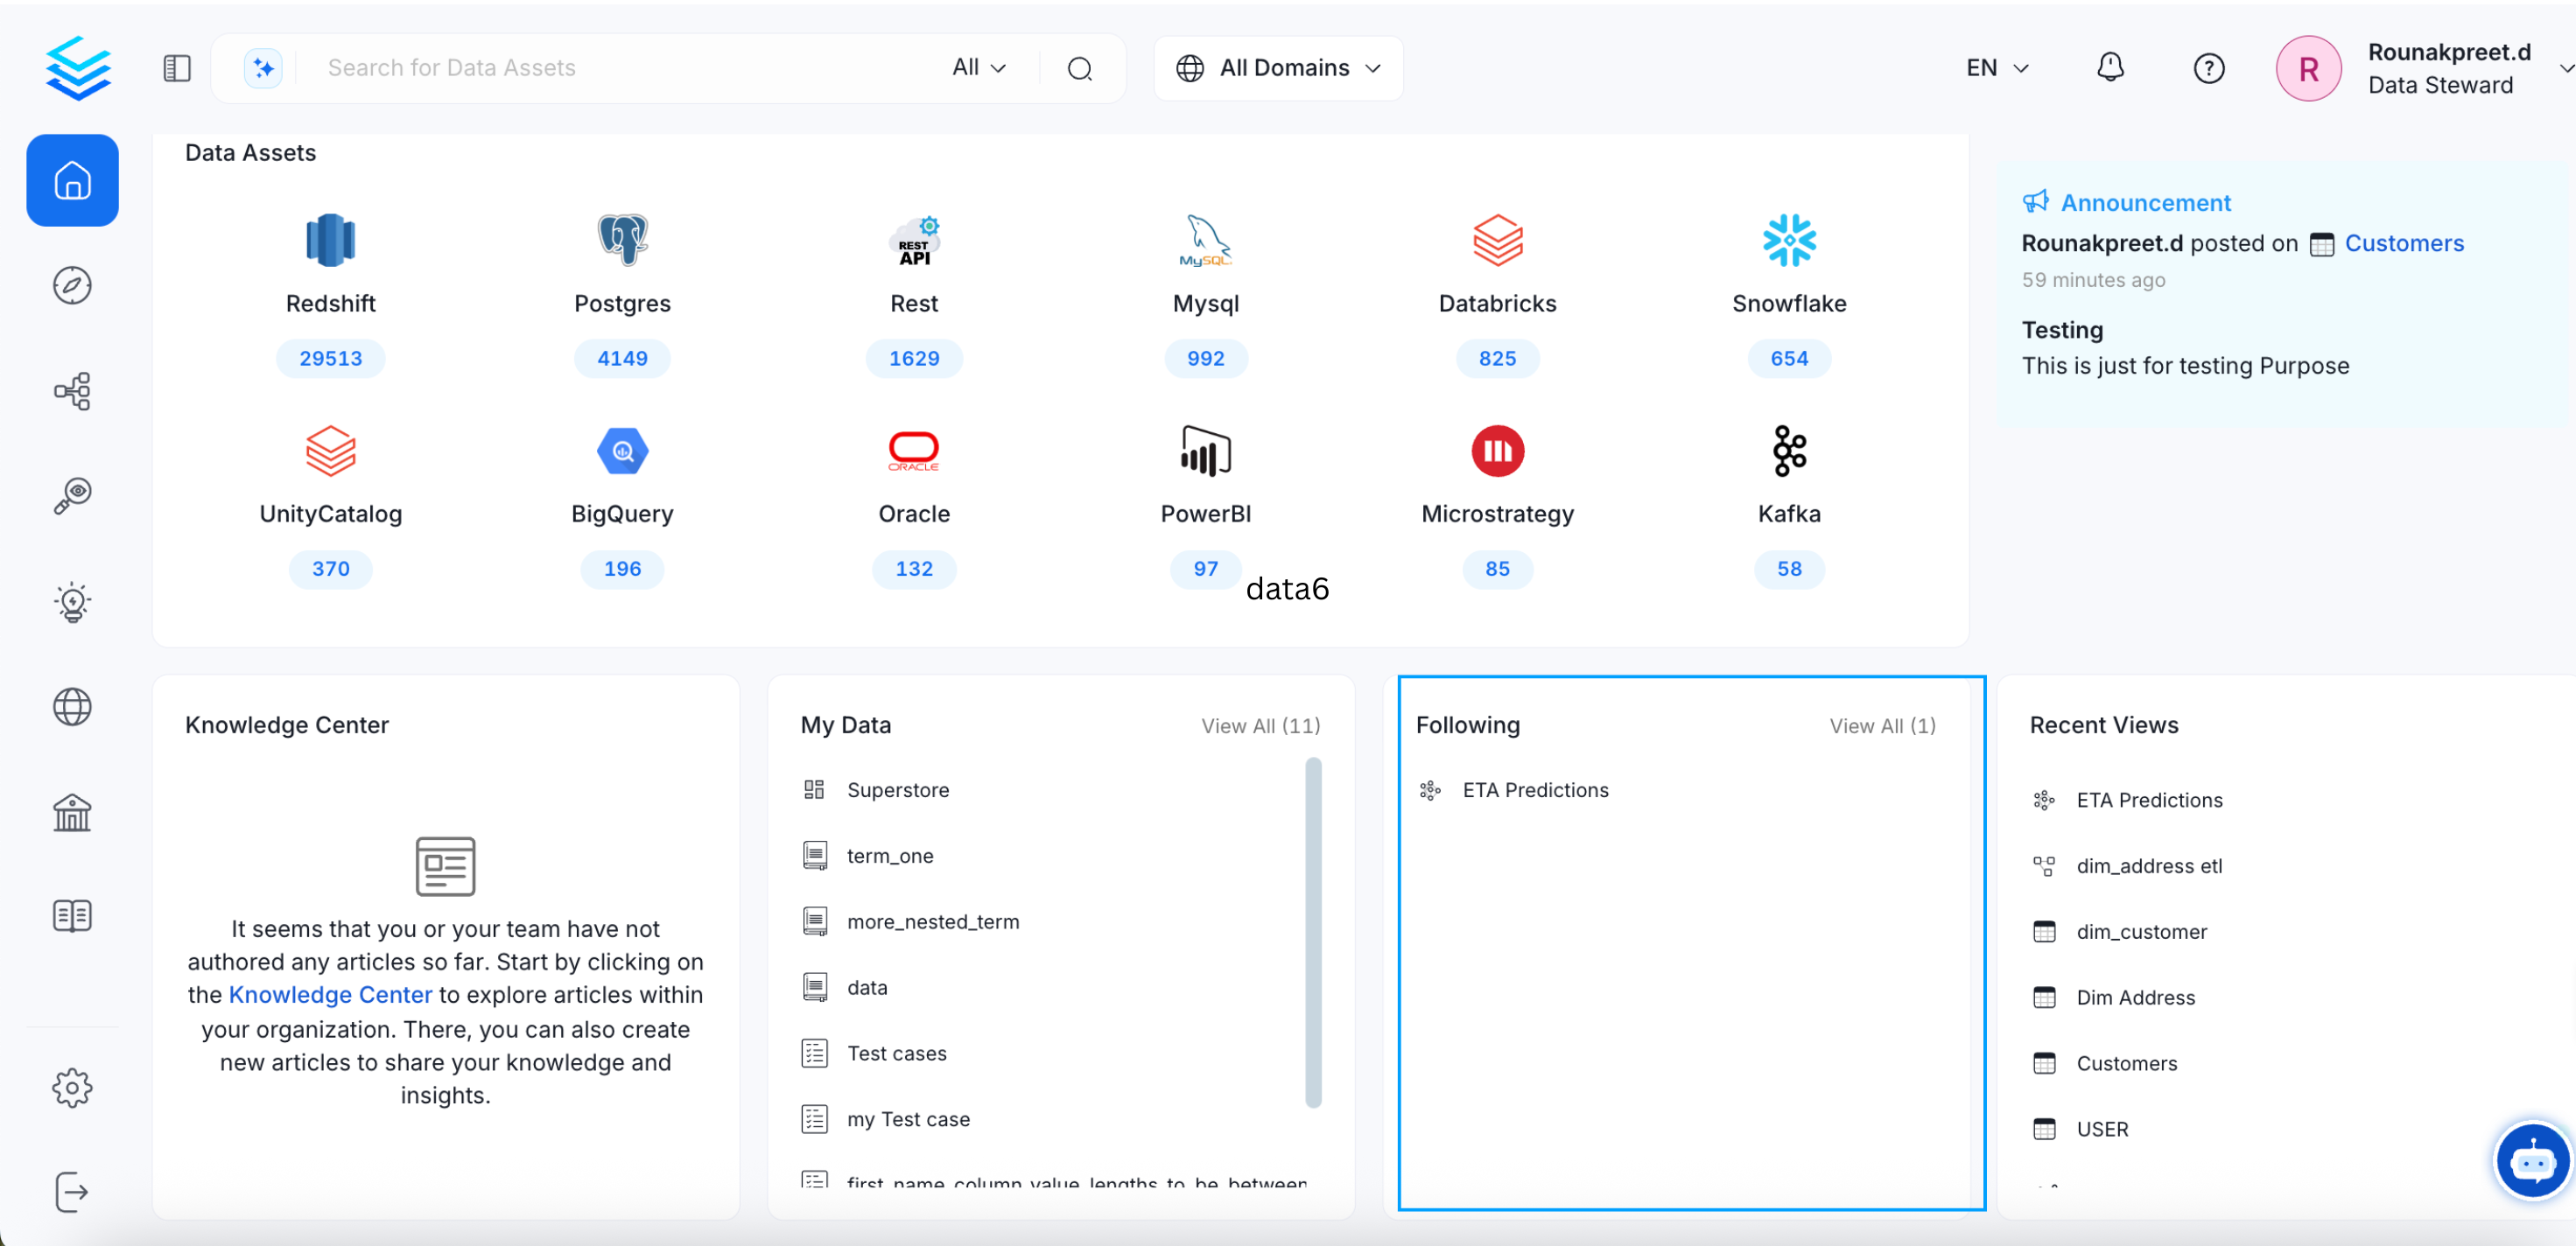 Search for Data Assets
All
All Domains
EN
R
Rounakpreet.d
Data Steward
Data Assets
REST
API
MySQL
Redshift
Postgres
Rest
Mysql
Databricks
Snowflake
29513
4149
1629
992
825
654
ORACLE
UnityCatalog
BigQuery
Oracle
PowerBI
Microstrategy
Kafka
370
196
132
97
85
58
data6
Announcement
Rounakpreet.d posted on Customers
59 minutes ago
Testing
This is just for testing Purpose
Knowledge Center
It seems that you or your team have not
authored any articles so far. Start by clicking on
the Knowledge Center to explore articles within
your organization. There, you can also create
new articles to share your knowledge and
insights.
My Data
View All (11)
Superstore
term_one
more_nested_term
data
Test cases
my Test case
first_name_column_value_lengths_to_be_between
Following
View All (1)
ETA Predictions
Recent Views
ETA Predictions
dim_address etl
dim_customer
Dim Address
Customers
USER